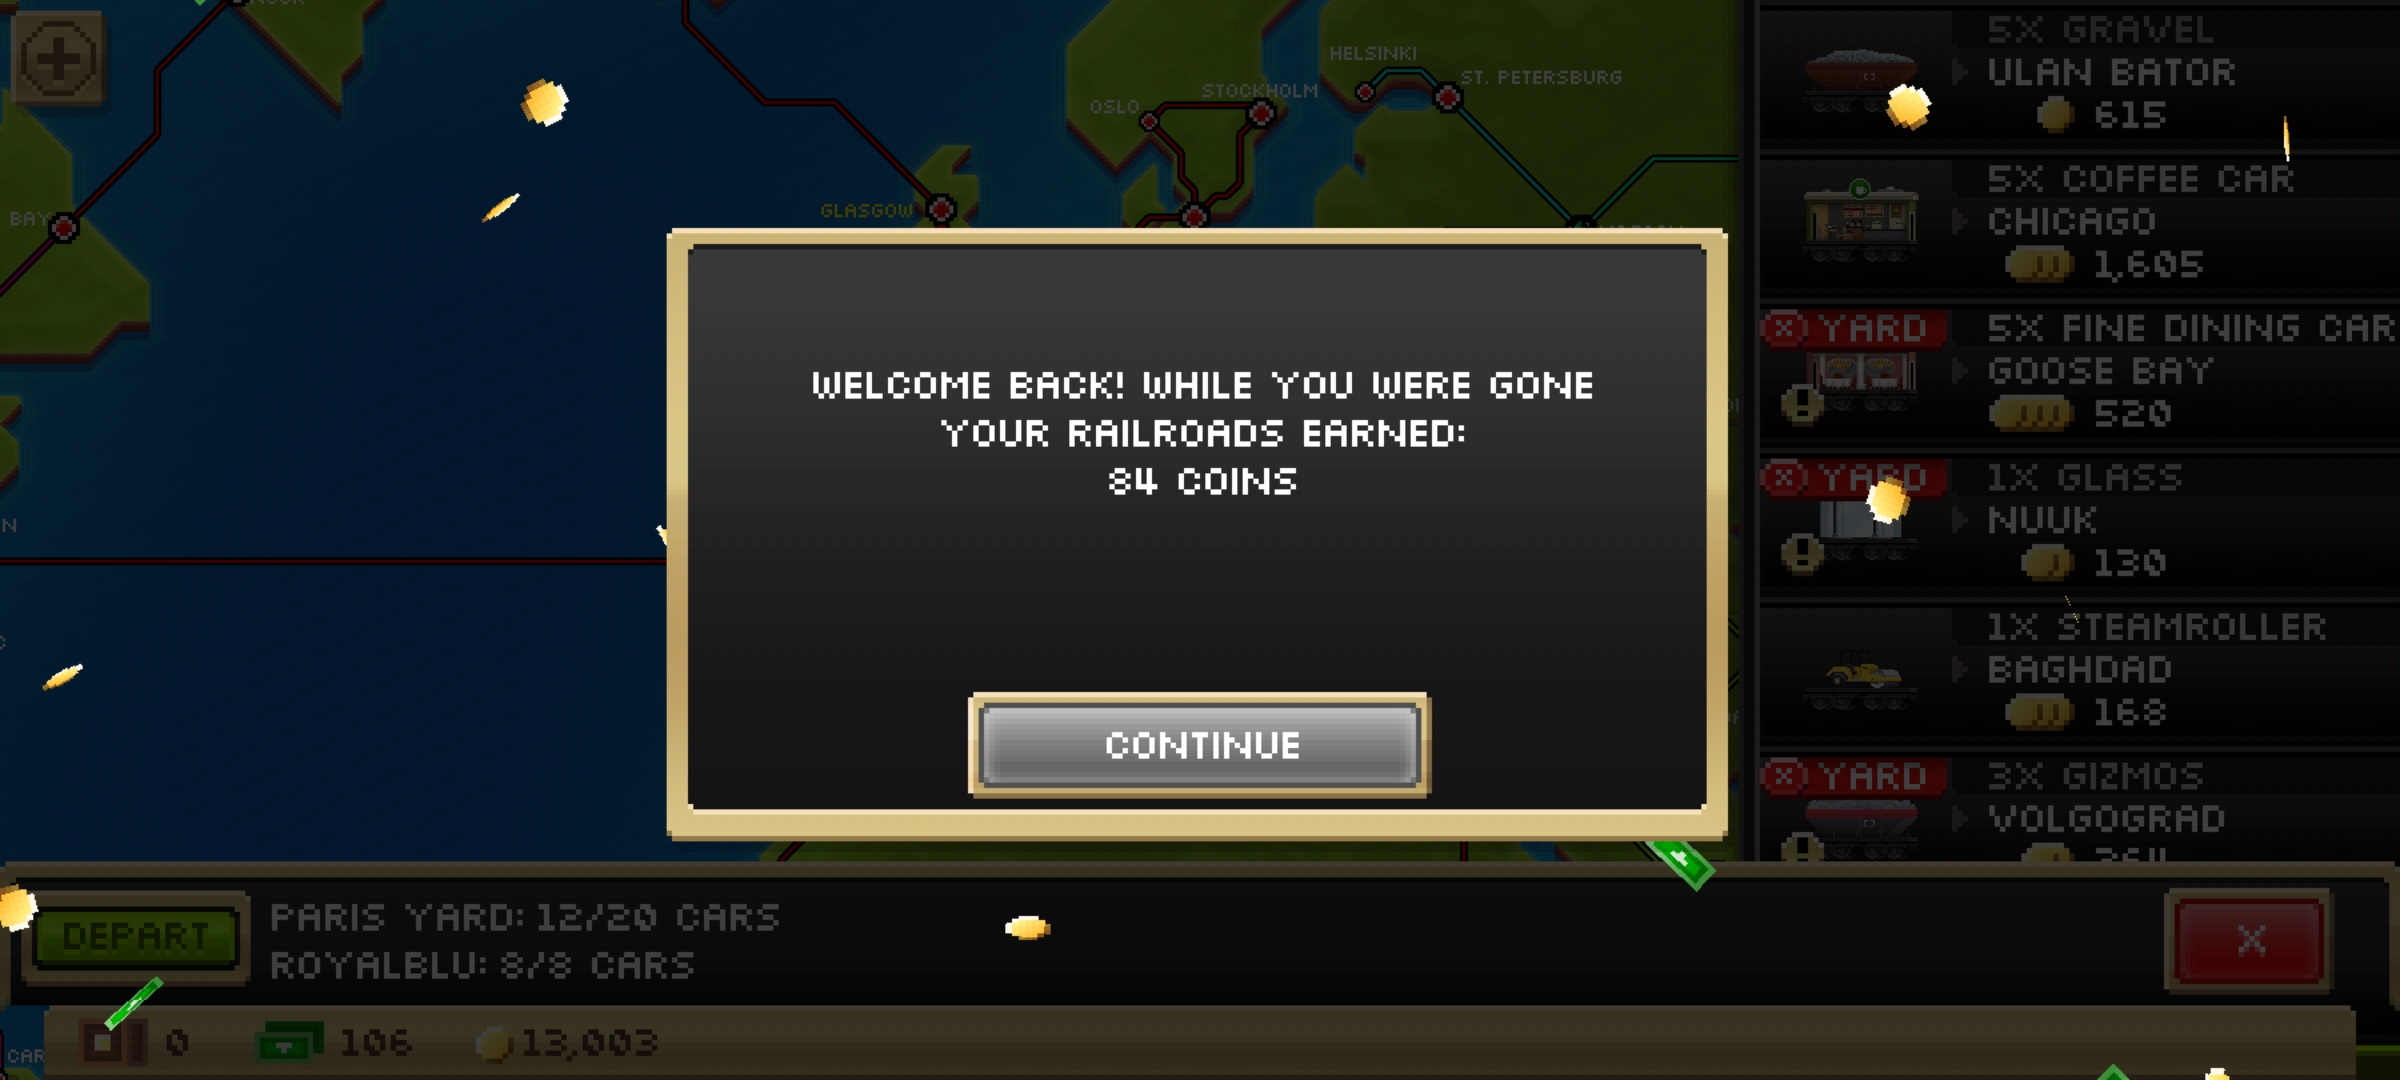 NUUK
HELSINKI
ST. PETERSBURG
STOCKHOLM
OSLO
GLASGOW
BAY
WELCOME BACK! WHILE YOU WERE GONE
YOUR RAILROADS EARNED:
84 COINS
CONTINUE
5X GRAVEL
ULAN BATOR
615
5X COFFEE CAR
CHICAGO
1,605
YARD
5X FINE DINING CAR
GOOSE BAY
520
YARD
1X GLASS
NUUK
130
1X STEAMROLLER
BAGHDAD
168
YARD
3X GIZMOS
VOLGOGRAD
DEPART
PARIS YARD: 12/20 CARS
ROYALBLU: 8/8 CARS
X
0
106
13,003
CAR